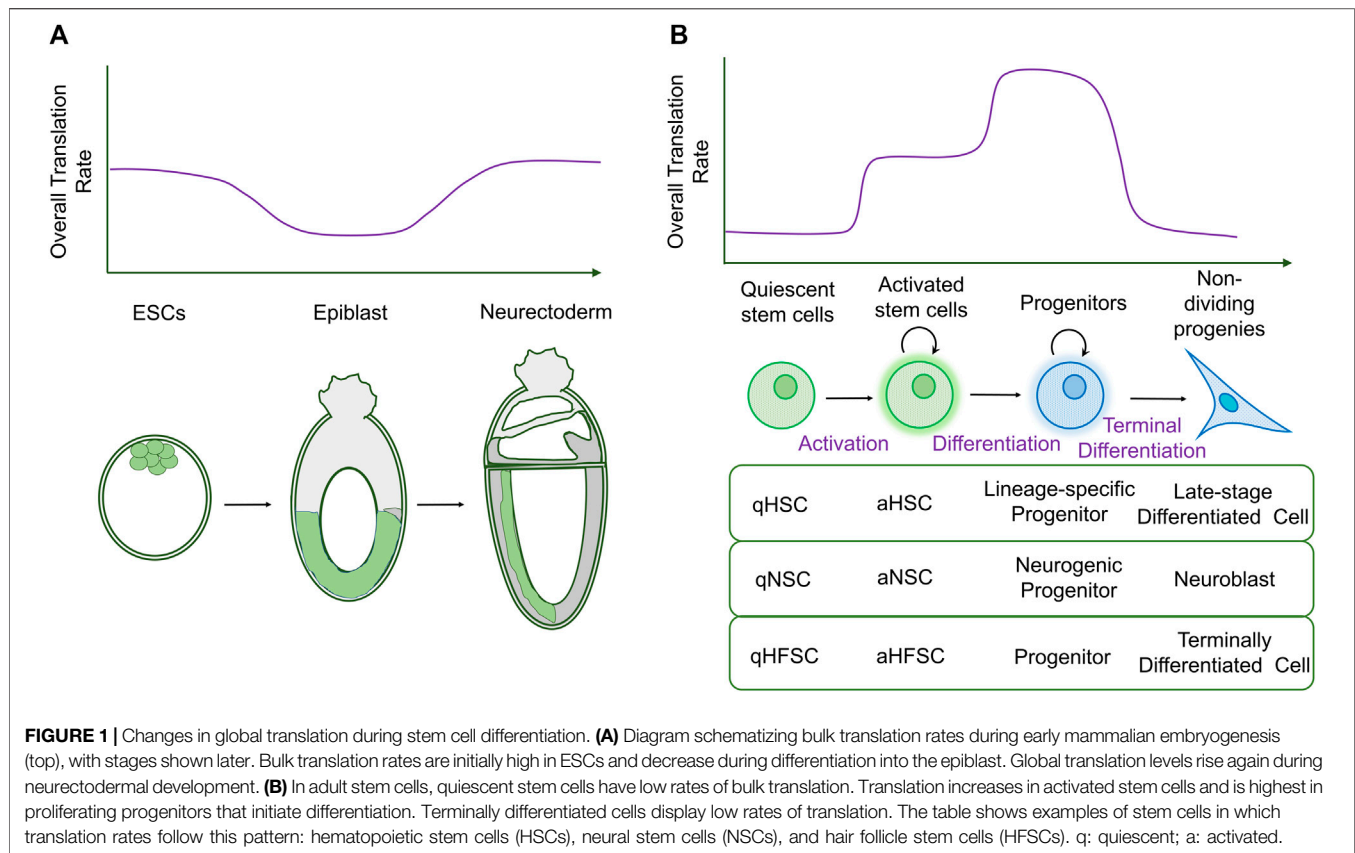 A
Overall Translation
Rate
ESCs
Epiblast
Neurectoderm
B
Overall Translation
Rate
Quiescent
stem cells
Activated
stem cells
Progenitors
Non-
dividing
progenies
Activation
Differentiation
Terminal
Differentiation
qHSC
aHSC
Lineage-specific
Progenitor
Late-stage
Differentiated Cell
qNSC
aNSC
Neurogenic
Progenitor
Neuroblast
qHFSC
aHFSC
Progenitor
Terminally
Differentiated Cell
FIGURE 1 | Changes in global translation during stem cell differentiation. (A) Diagram schematizing bulk translation rates during early mammalian embryogenesis
(top), with stages shown later. Bulk translation rates are initially high in ESCs and decrease during differentiation into the epiblast. Global translation levels rise again during
neurectodermal development. (B) In adult stem cells, quiescent stem cells have low rates of bulk translation. Translation increases in activated stem cells and is highest in
proliferating progenitors that initiate differentiation. Terminally differentiated cells display low rates of translation. The table shows examples of stem cells in which
translation rates follow this pattern: hematopoietic stem cells (HSCs), neural stem cells (NSCs), and hair follicle stem cells (HFSCs). q: quiescent; a: activated.